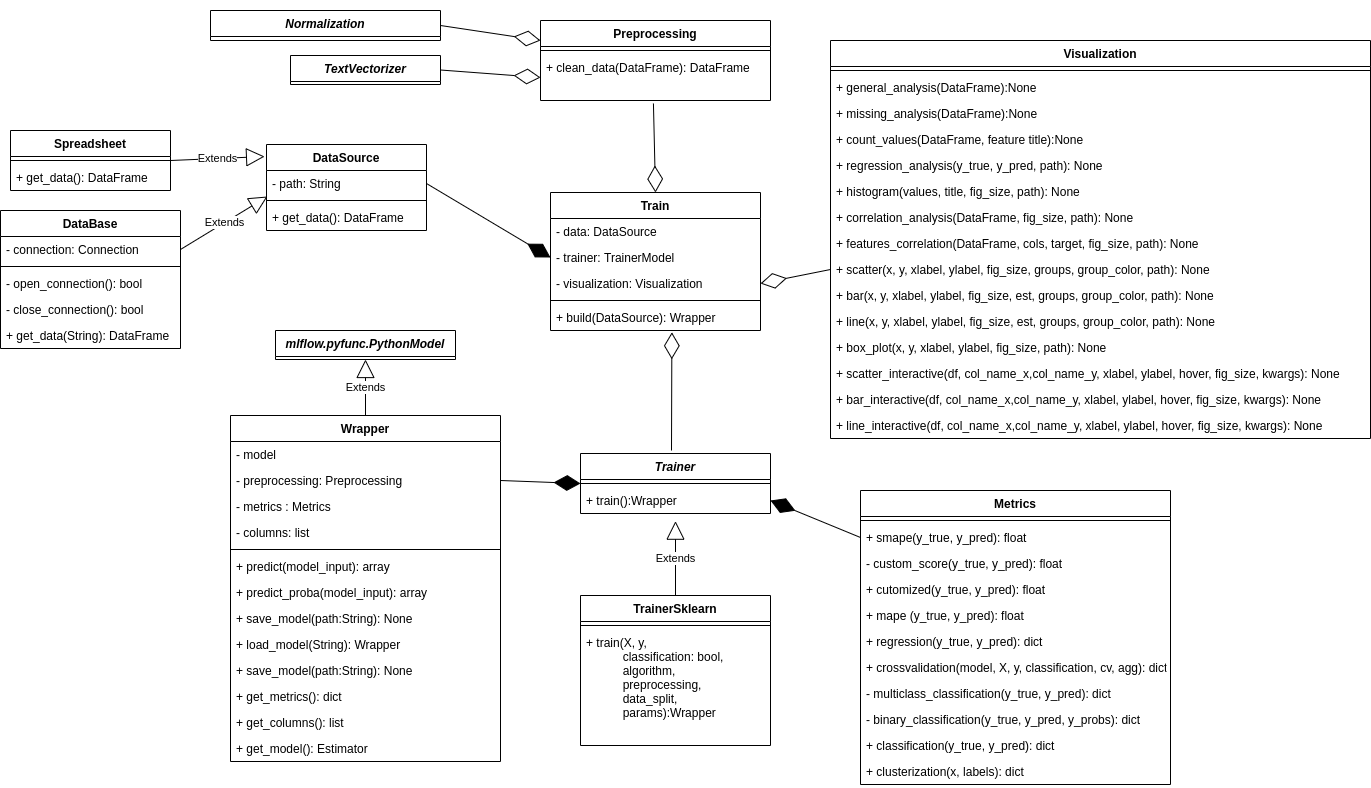 Normalization
TextVectorizer
Preprocessing
+ clean_data(DataFrame): DataFrame
Visualization
+ general_analysis(DataFrame):None
+ missing_analysis(DataFrame):None
+ count_values(DataFrame, feature title):None
+ regression_analysis(y_true, y_pred, path): None
+ histogram(values, title, fig_size, path): None
+ correlation_analysis(DataFrame, fig_size, path): None
+ features_correlation(DataFrame, cols, target, fig_size, path): None
+ scatter(x, y, xlabel, ylabel, fig_size, groups, group_color, path): None
+ bar(x, y, xlabel, ylabel, fig_size, est, groups, group_color, path): None
+ line(x, y, xlabel, ylabel, fig_size, est, groups, group_color, path): None
+ box_plot(x, y, xlabel, ylabel, fig_size, path): None
+ scatter_interactive(df, col_name_x,col_name_y, xlabel, ylabel, hover, fig_size, kwargs): None
+ bar_interactive(df, col_name_x,col_name_y, xlabel, ylabel, hover, fig_size, kwargs): None
+ line_interactive(df, col_name_x,col_name_y, xlabel, ylabel, hover, fig_size, kwargs): None
Spreadsheet
+ get_data(): DataFrame
Extends
DataSource
- path: String
+ get_data(): DataFrame
DataBase
- connection: Connection
- open_connection(): bool
- close_connection(): bool
+ get_data(String): DataFrame
Extends
Train
- data: DataSource
- trainer: TrainerModel
- visualization: Visualization
+ build(DataSource): Wrapper
mlflow.pyfunc.PythonModel
Extends
Wrapper
- model
- preprocessing: Preprocessing
- metrics : Metrics
- columns: list
+ predict(model_input): array
+ predict_proba(model_input): array
+ save_model(path:String): None
+ load_model(String): Wrapper
+ save_model(path:String): None
+ get_metrics(): dict
+ get_columns(): list
+ get_model(): Estimator
Trainer
+ train():Wrapper
Extends
TrainerSklearn
+ train(X, y,
classification: bool,
algorithm,
preprocessing,
data_split,
params):Wrapper
Metrics
+ smape(y_true, y_pred): float
- custom_score(y_true, y_pred): float
+ cutomized(y_true, y_pred): float
+ mape (y_true, y_pred): float
+ regression(y_true, y_pred): dict
+ crossvalidation(model, X, y, classification, cv, agg): dict
- multiclass_classification(y_true, y_pred): dict
- binary_classification(y_true, y_pred, y_probs): dict
+ classification(y_true, y_pred): dict
+ clusterization(x, labels): dict